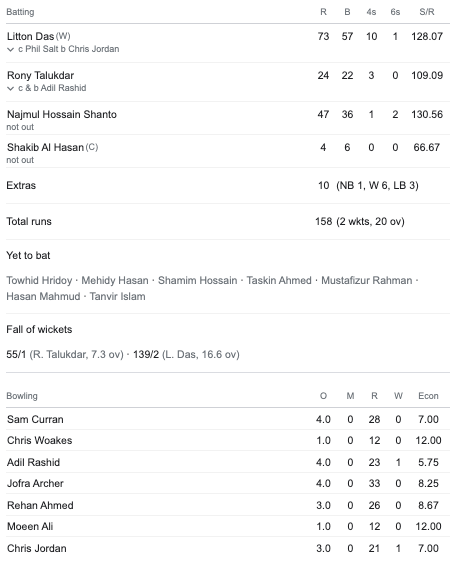 Batting R B 4s 6s S/R
Litton Das (W) 73 57 10 1 128.07
c Phil Salt b Chris Jordan
Rony Talukdar 24 22 3 0 109.09
c & b Adil Rashid
Najmul Hossain Shanto 47 36 1 2 130.56
not out
Shakib Al Hasan (C) 4 6 0 0 66.67
not out
Extras 10 (NB 1, W 6, LB 3)
Total runs 158 (2 wkts, 20 ov)
Yet to bat
Towhid Hridoy · Mehidy Hasan · Shamim Hossain · Taskin Ahmed · Mustafizur Rahman ·
Hasan Mahmud · Tanvir Islam
Fall of wickets
55/1 (R. Talukdar, 7.3 ov) · 139/2 (L. Das, 16.6 ov)
Bowling O M R W Econ
Sam Curran 4.0 0 28 0 7.00
Chris Woakes 1.0 0 12 0 12.00
Adil Rashid 4.0 0 23 1 5.75
Jofra Archer 4.0 0 33 0 8.25
Rehan Ahmed 3.0 0 26 0 8.67
Moeen Ali 1.0 0 12 0 12.00
Chris Jordan 3.0 0 21 1 7.00